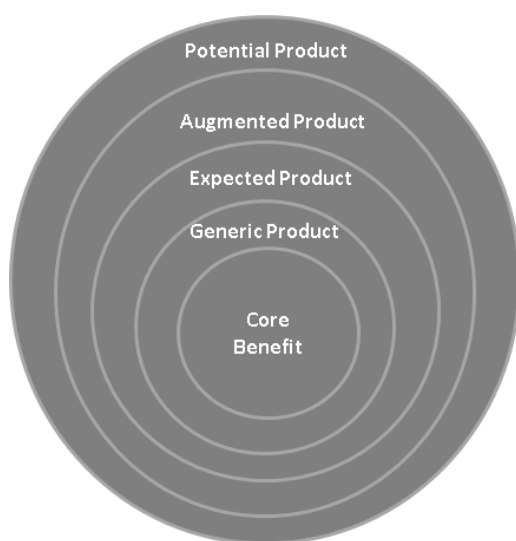 Potential Product
Augmented Product
Expected Product
Generic Product
Core
Benefit